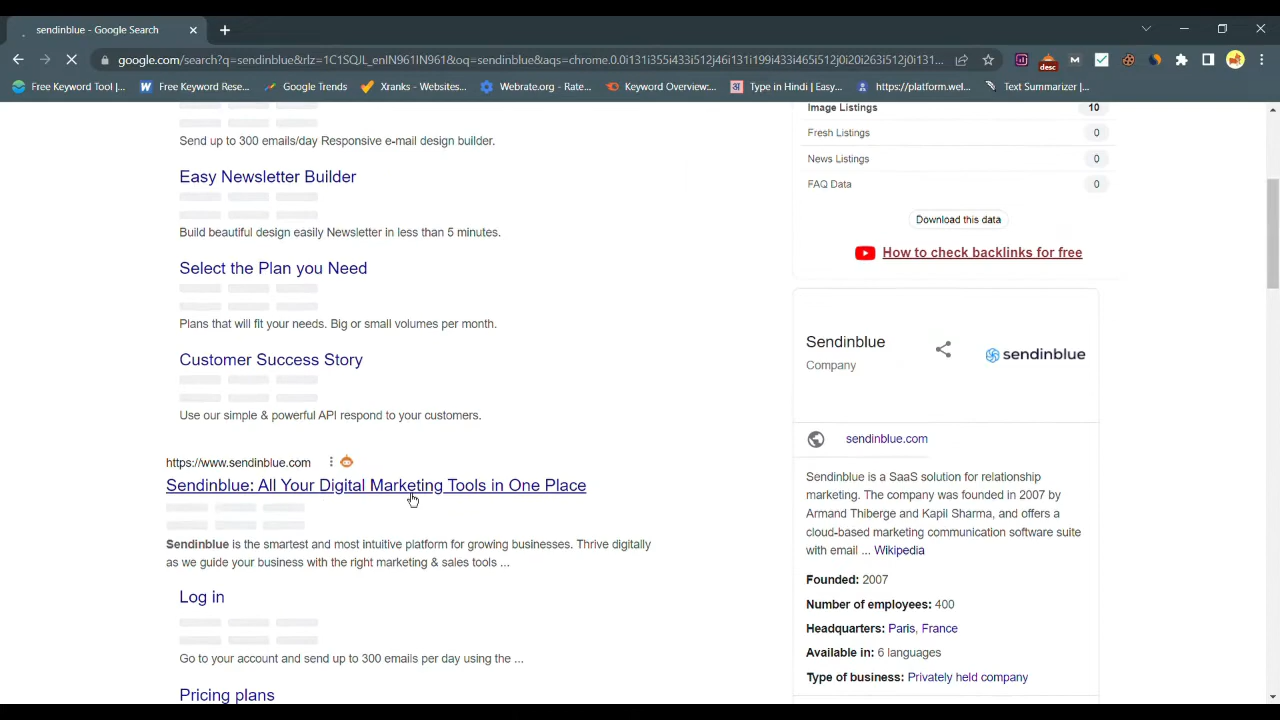 sendinblue - Google Search
google.com/search?q=sendinblue&rlz=1C1SQJL_enIN961IN961&oq=sendinblue&aqs=chrome.0.0i131i355i433i512j46i131i199i433i465i512j0i20i263i512j0i131...
desc
Free Keyword Tool |...
Free Keyword Rese...
Google Trends
Xranks - Websites...
Webrate.org - Rate...
Keyword Overview:...
Type in Hindi | Easy...
https://platform.wel...
Text Summarizer |...
Send up to 300 emails/day Responsive e-mail design builder.
Easy Newsletter Builder
Build beautiful design easily Newsletter in less than 5 minutes.
Select the Plan you Need
Plans that will fit your needs. Big or small volumes per month.
Customer Success Story
Use our simple & powerful API respond to your customers.
https://www.sendinblue.com
Sendinblue: All Your Digital Marketing Tools in One Place
Sendinblue is the smartest and most intuitive platform for growing businesses. Thrive digitally
as we guide your business with the right marketing & sales tools ...
Log in
Go to your account and send up to 300 emails per day using the ...
Pricing plans
Image Listings 10
Fresh Listings 0
News Listings 0
FAQ Data 0
Download this data
How to check backlinks for free
Sendinblue
Company
sendinblue
sendinblue.com
Sendinblue is a SaaS solution for relationship
marketing. The company was founded in 2007 by
Armand Thiberge and Kapil Sharma, and offers a
cloud-based marketing communication software suite
with email ... Wikipedia
Founded: 2007
Number of employees: 400
Headquarters: Paris, France
Available in: 6 languages
Type of business: Privately held company